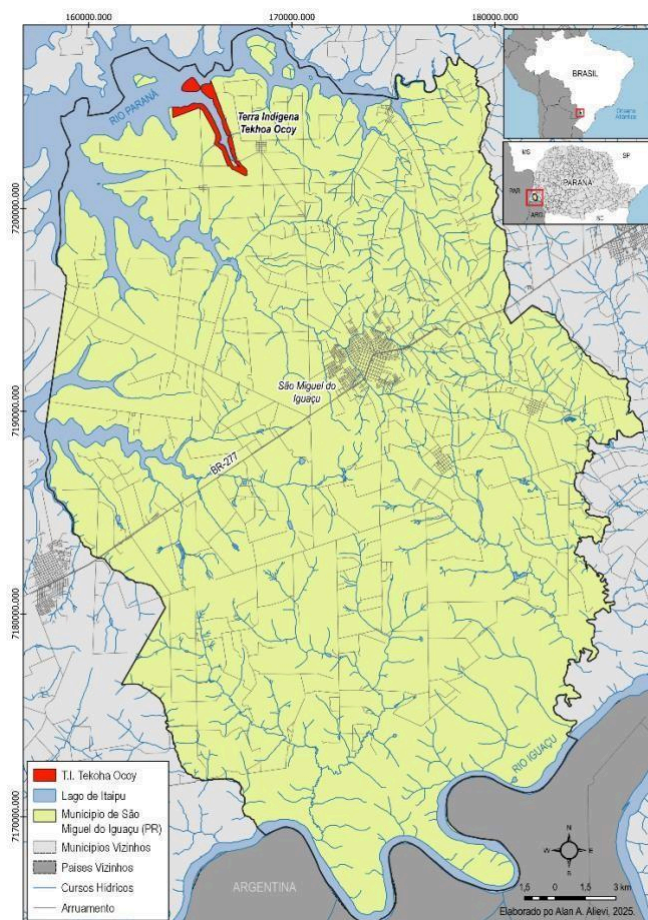 160000.000
170000.000
180000.000
BRASIL
Oceano
Atlântico
MS
SP
PARANÁ
PAR
ARG
SC
RIO PARANÁ
Terra Indígena
Tekhoa Ocoy
7200000.000
São Miguel do
Iguaçu
7190000.000
BR-277
7180000.000
RIO IGUAÇU
7170000.000
T.I. Tekoha Ocoy
Lago de Itaipu
Município de São
Miguel do Iguaçu (PR)
Municípios Vizinhos
Países Vizinhos
Cursos Hídricos
Arruamento
ARGENTINA
N
W
E
S
1,5 0 1,5 3 km
Elaborado po Alan A. Alievi, 2025.